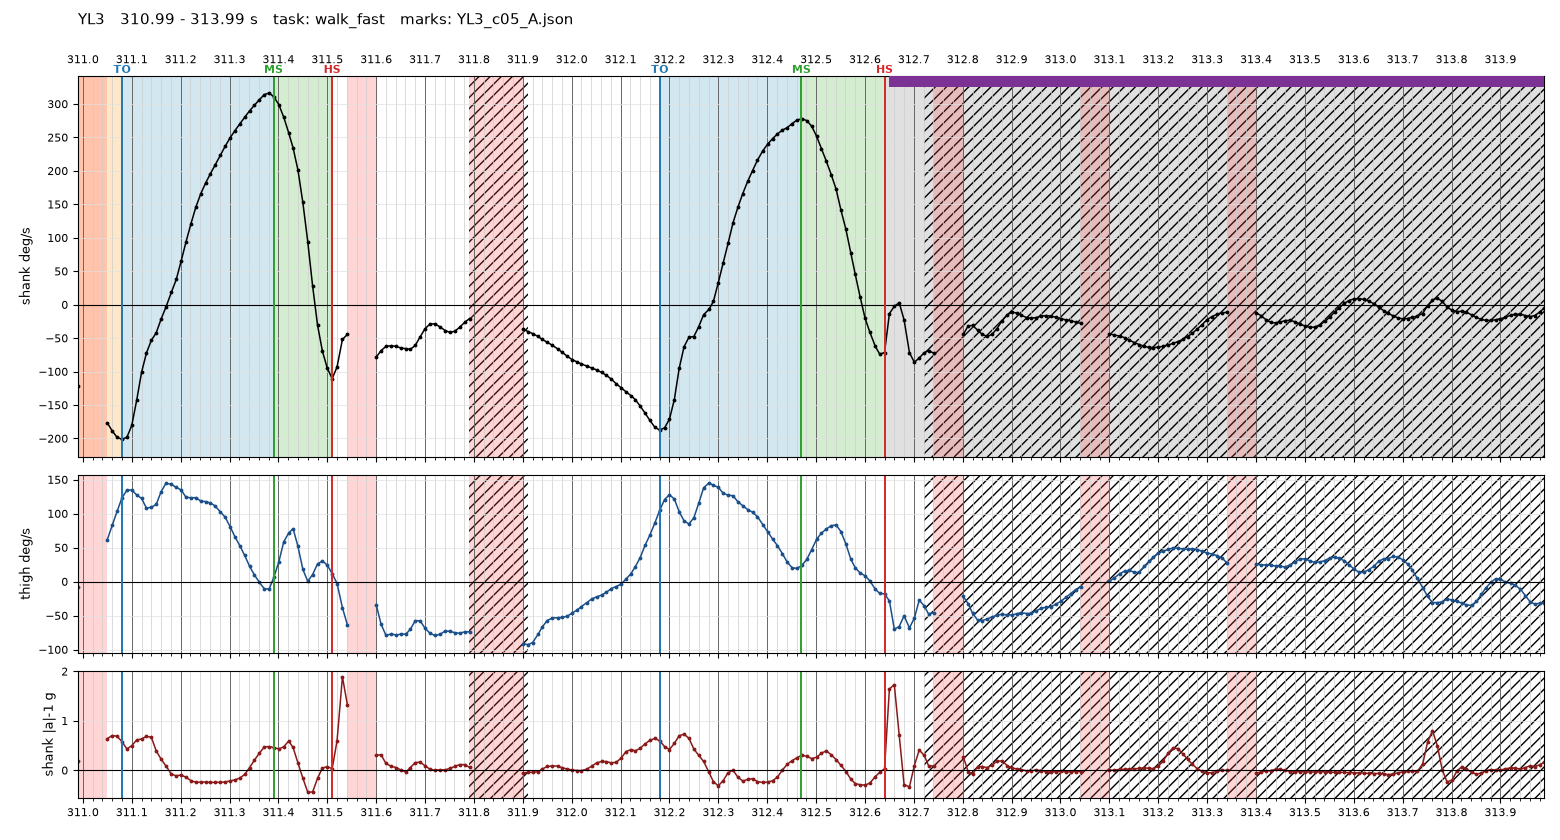 YL3 310.99 - 313.99 s task: walk_fast marks: YL3_c05_A.json
311.0 311.1 311.2 311.3 311.4 311.5 311.6 311.7 311.8 311.9 312.0 312.1 312.2 312.3 312.4 312.5 312.6 312.7 312.8 312.9 313.0 313.1 313.2 313.3 313.4 313.5 313.6 313.7 313.8 313.9
TO MS HS TO MS HS
shank deg/s
300
250
200
150
100
50
0
−50
−100
−150
−200
thigh deg/s
150
100
50
0
−50
−100
shank |a|-1 g
2
1
0
311.0 311.1 311.2 311.3 311.4 311.5 311.6 311.7 311.8 311.9 312.0 312.1 312.2 312.3 312.4 312.5 312.6 312.7 312.8 312.9 313.0 313.1 313.2 313.3 313.4 313.5 313.6 313.7 313.8 313.9